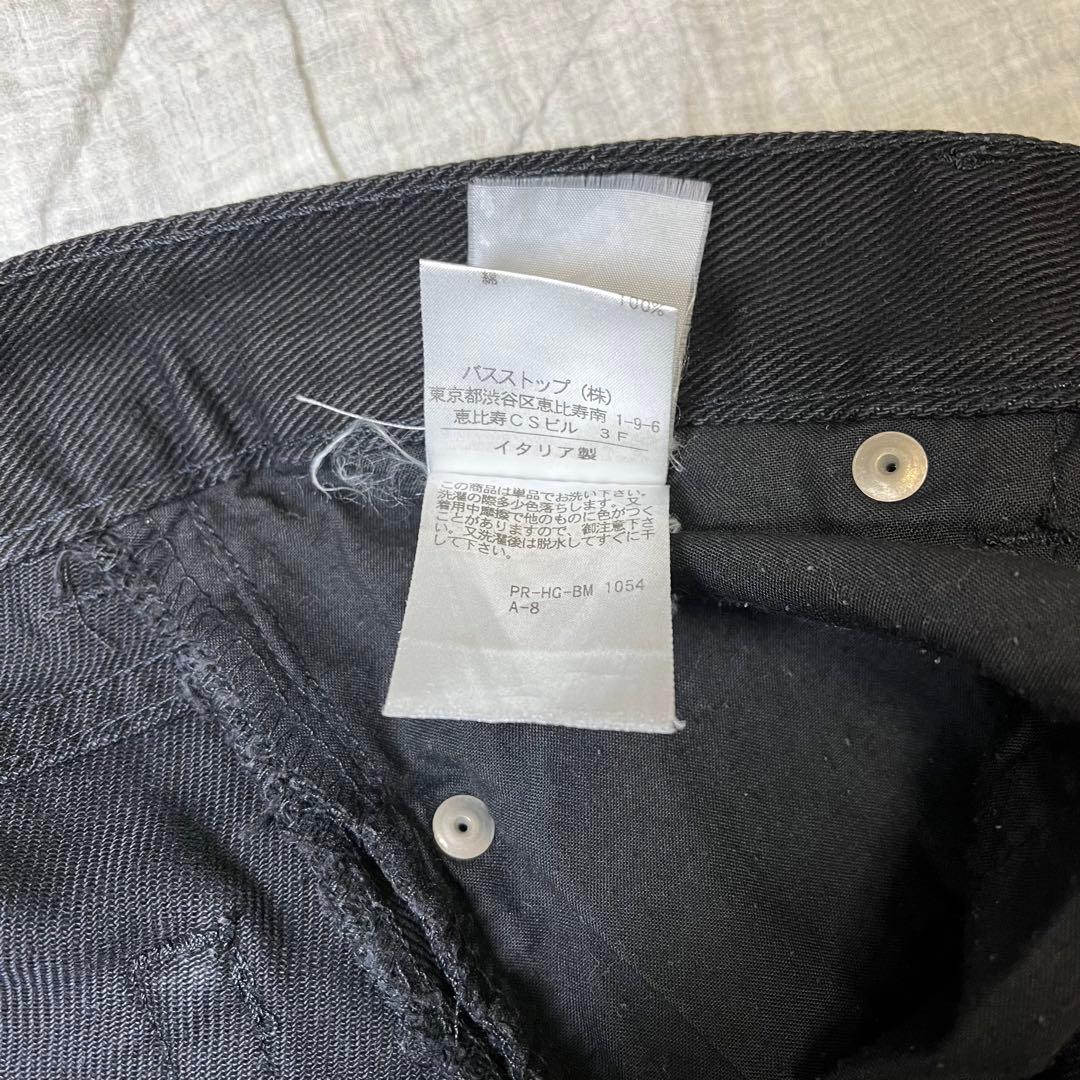 綿 100%
バスストップ (株)
東京都渋谷区恵比寿南 1-9-6
恵比寿CSビル 3F
イタリア製
この商品は単品でお洗い下さい。
洗濯の際多少色落ちします。又
着用中摩擦で他のものに色がつく
ことがありますので、御注意下さ
い。又洗濯後は脱水してすぐに干
して下さい。
PR-HG-BM 1054
A-8